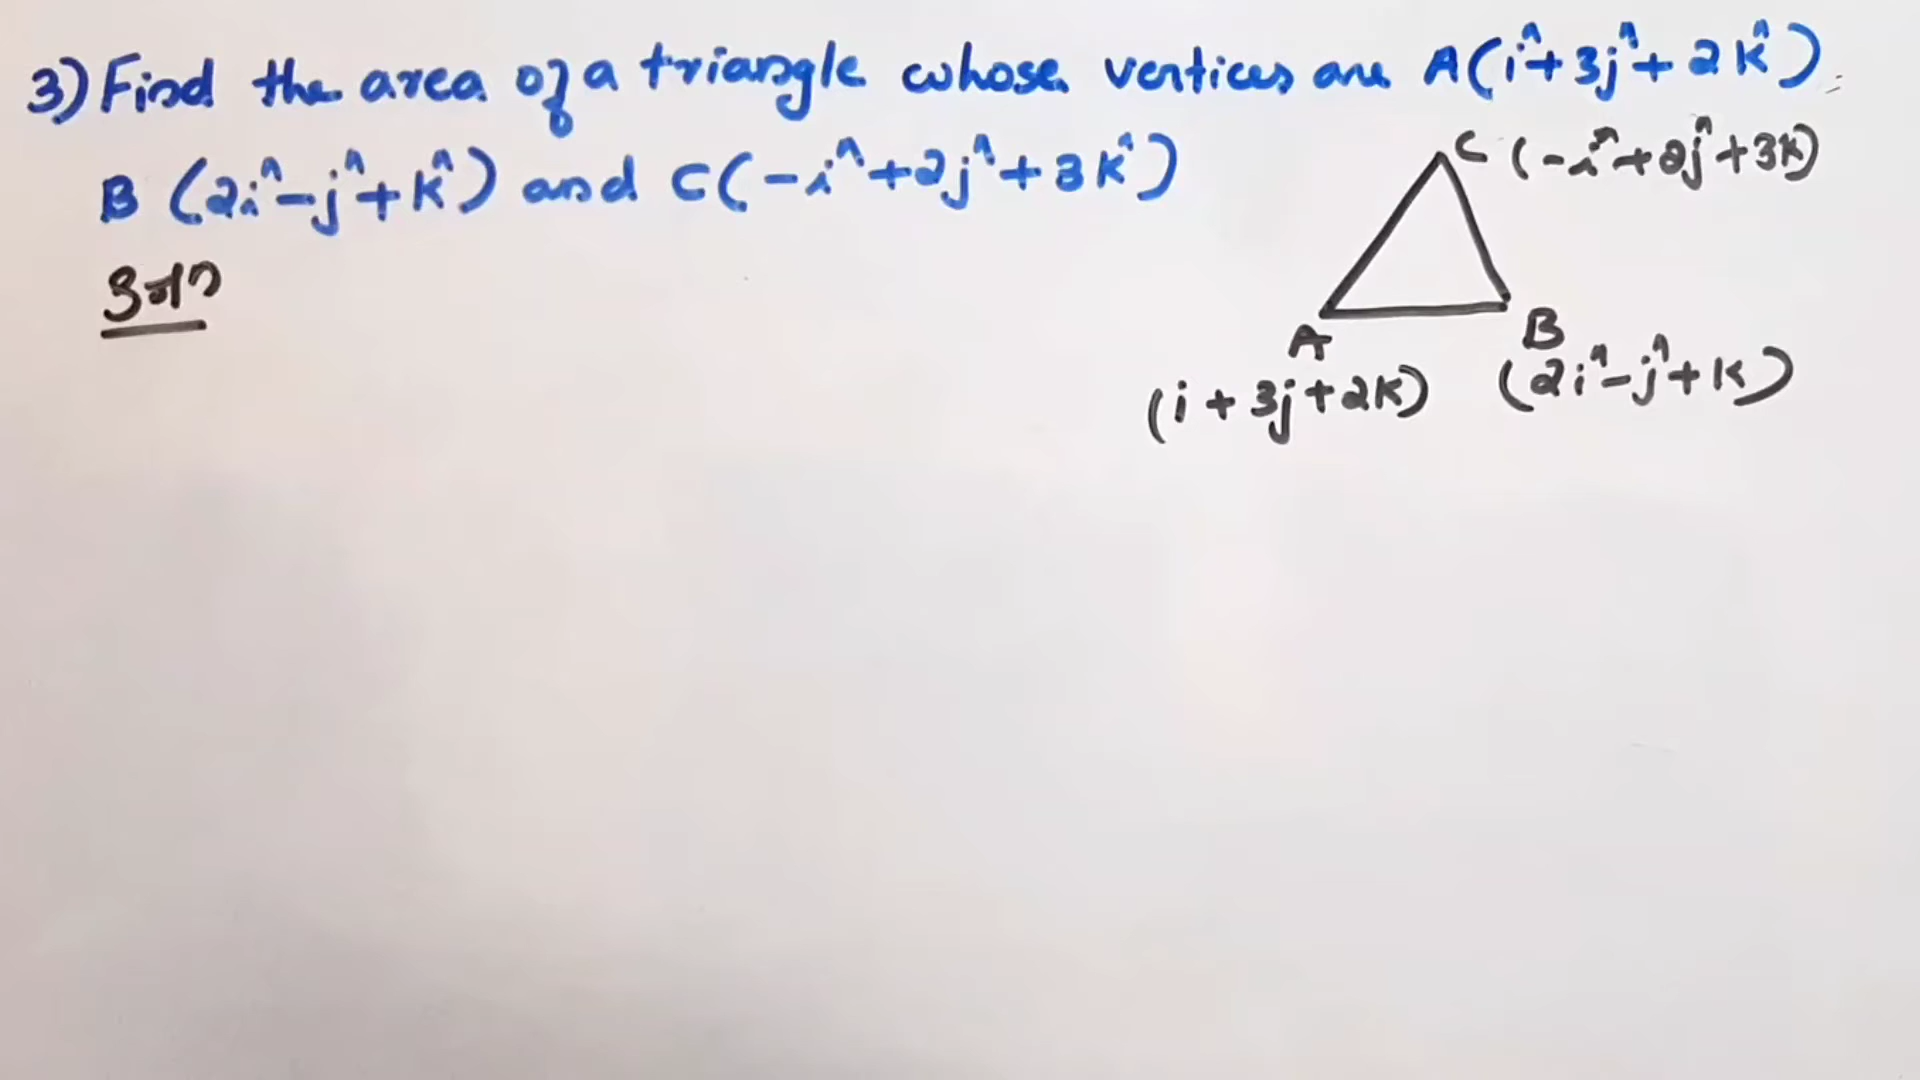 3) Find the area of a triangle whose vertices are A(î+3ĵ+2k̂)
B (2î-ĵ+k̂) and C(-î+2ĵ+3k̂)
Soln
C (-î+2ĵ+3k)
A
B
(i+3j+2k)
(2î-ĵ+k)